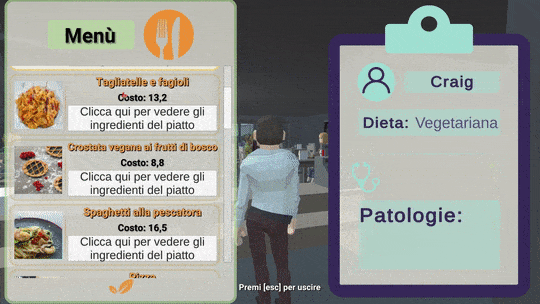 Menù
Tagliatelle e fagioli
Costo: 13,2
Clicca qui per vedere gli
ingredienti del piatto
Crostata vegana ai frutti di bosco
Costo: 8,8
Clicca qui per vedere gli
ingredienti del piatto
Spaghetti alla pescatora
Costo: 16,5
Clicca qui per vedere gli
ingredienti del piatto
Craig
Dieta: Vegetariana
Patologie:
Premi [esc] per uscire